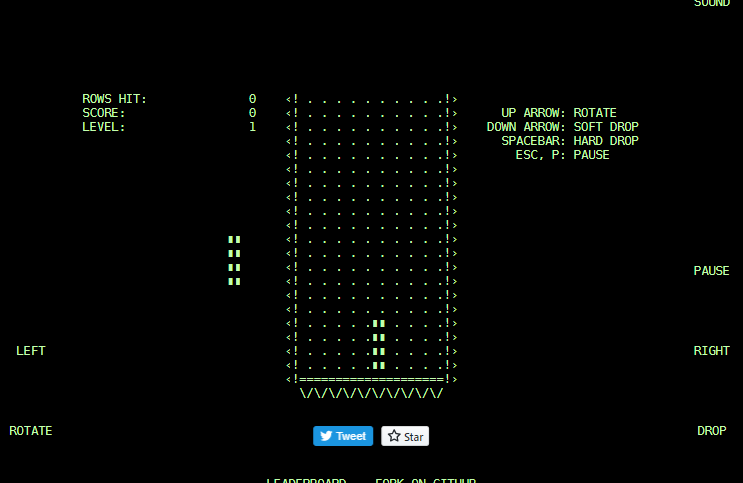 SOUND
ROWS HIT: 0
SCORE: 0
LEVEL: 1
UP ARROW: ROTATE
DOWN ARROW: SOFT DROP
SPACEBAR: HARD DROP
ESC, P: PAUSE
PAUSE
LEFT
RIGHT
ROTATE
DROP
Tweet
Star
LEADERBOARD FORK ON GITHUB